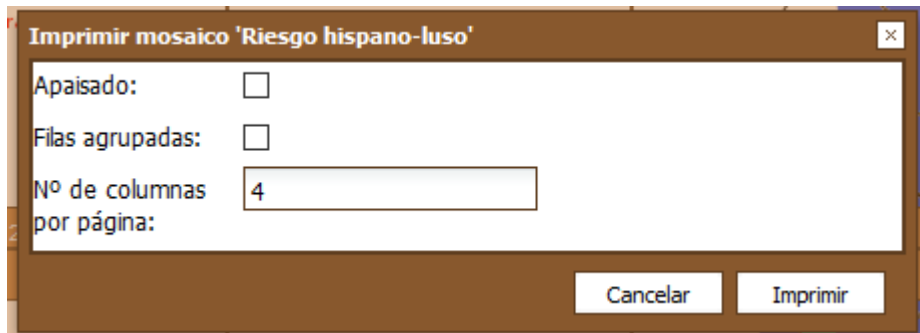 Imprimir mosaico 'Riesgo hispano-luso'
Apaisado:
Filas agrupadas:
Nº de columnas
por página:
4
Cancelar
Imprimir